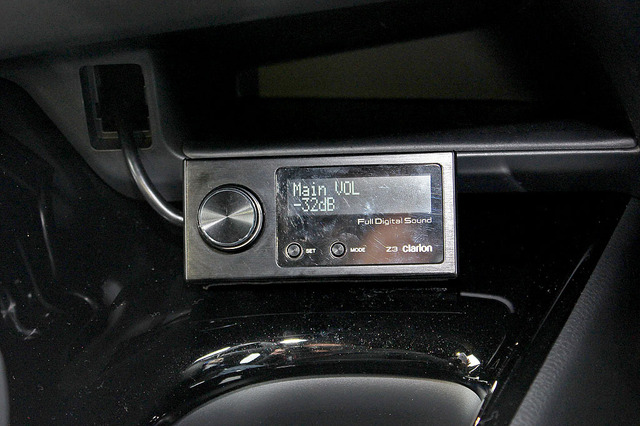 Main VOL
-32dB
Full Digital Sound
SET MODE Z3 Clarion